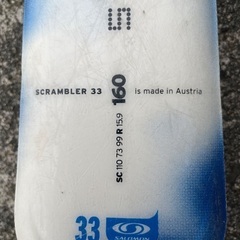 SCRAMBLER 33 160 is made in Austria
SC 110 73 99 R 15.9
33
SALOMON